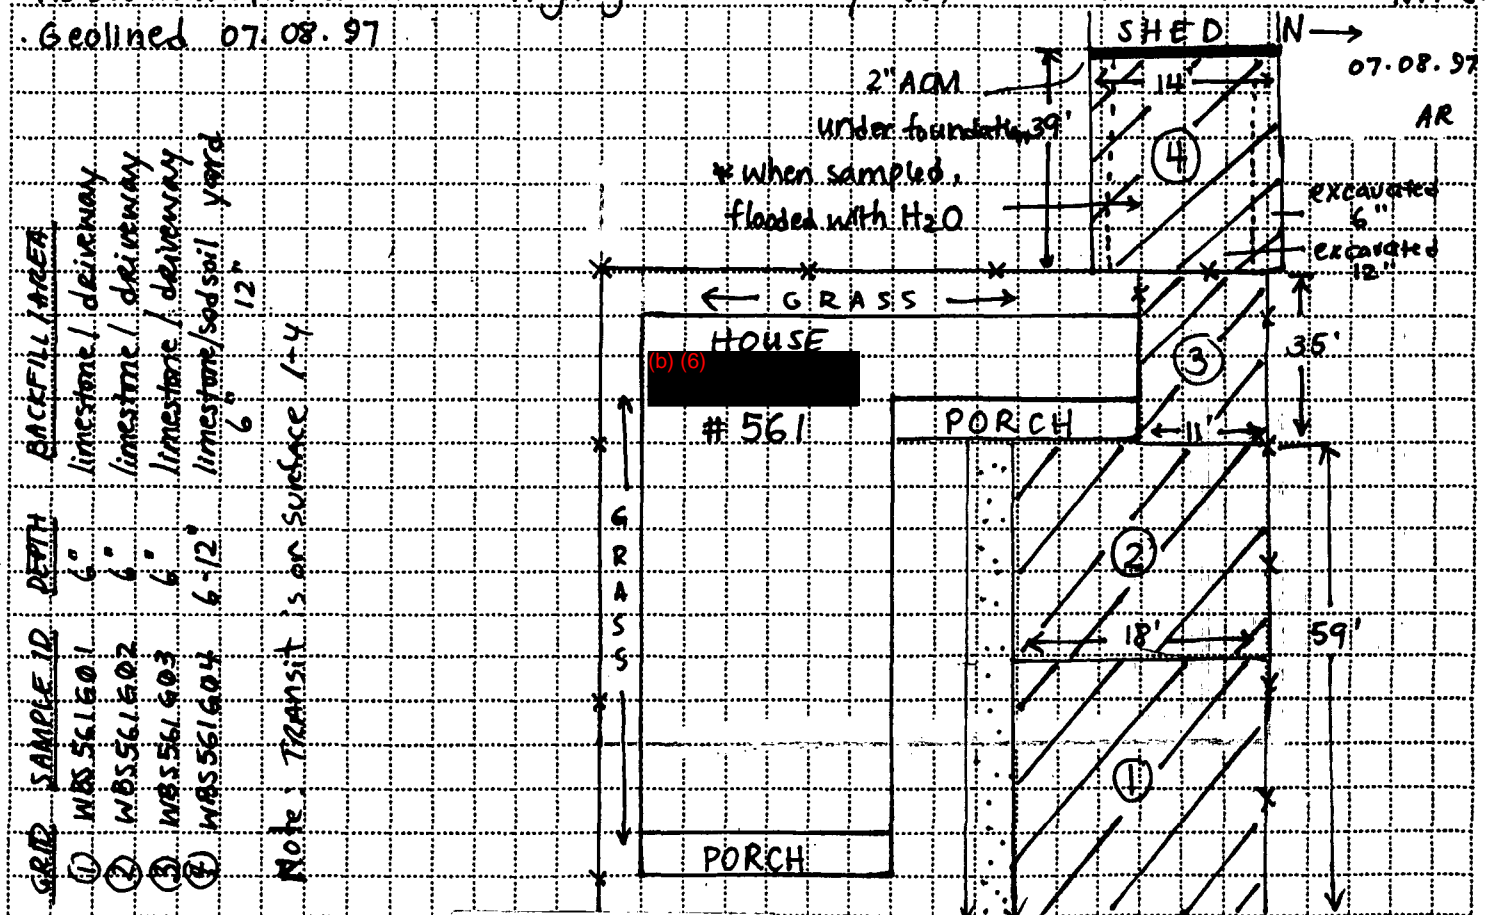 . Geolined 07.08.97
SHED
N
07.08.97
AR
2" ACM
under foundation
* when sampled,
flooded with H2O
39'
2'
14'
4
excavated
6"
excavated
12"
GRASS
HOUSE
(b) (6)
# 561
PORCH
3
35'
11'
GRASS
2
18'
59'
1
PORCH
GRID SAMPLE ID DEPTH BACKFILL/AREA
1 WBS561G01 6" limestone/driveway
2 WBS561G02 6" limestone/driveway
3 WBS561G03 6" limestone/driveway
4 WBS561G04 6-12" limestone/sod soil yard
6" 12"
Note: TRANSIT's on surface 1-4